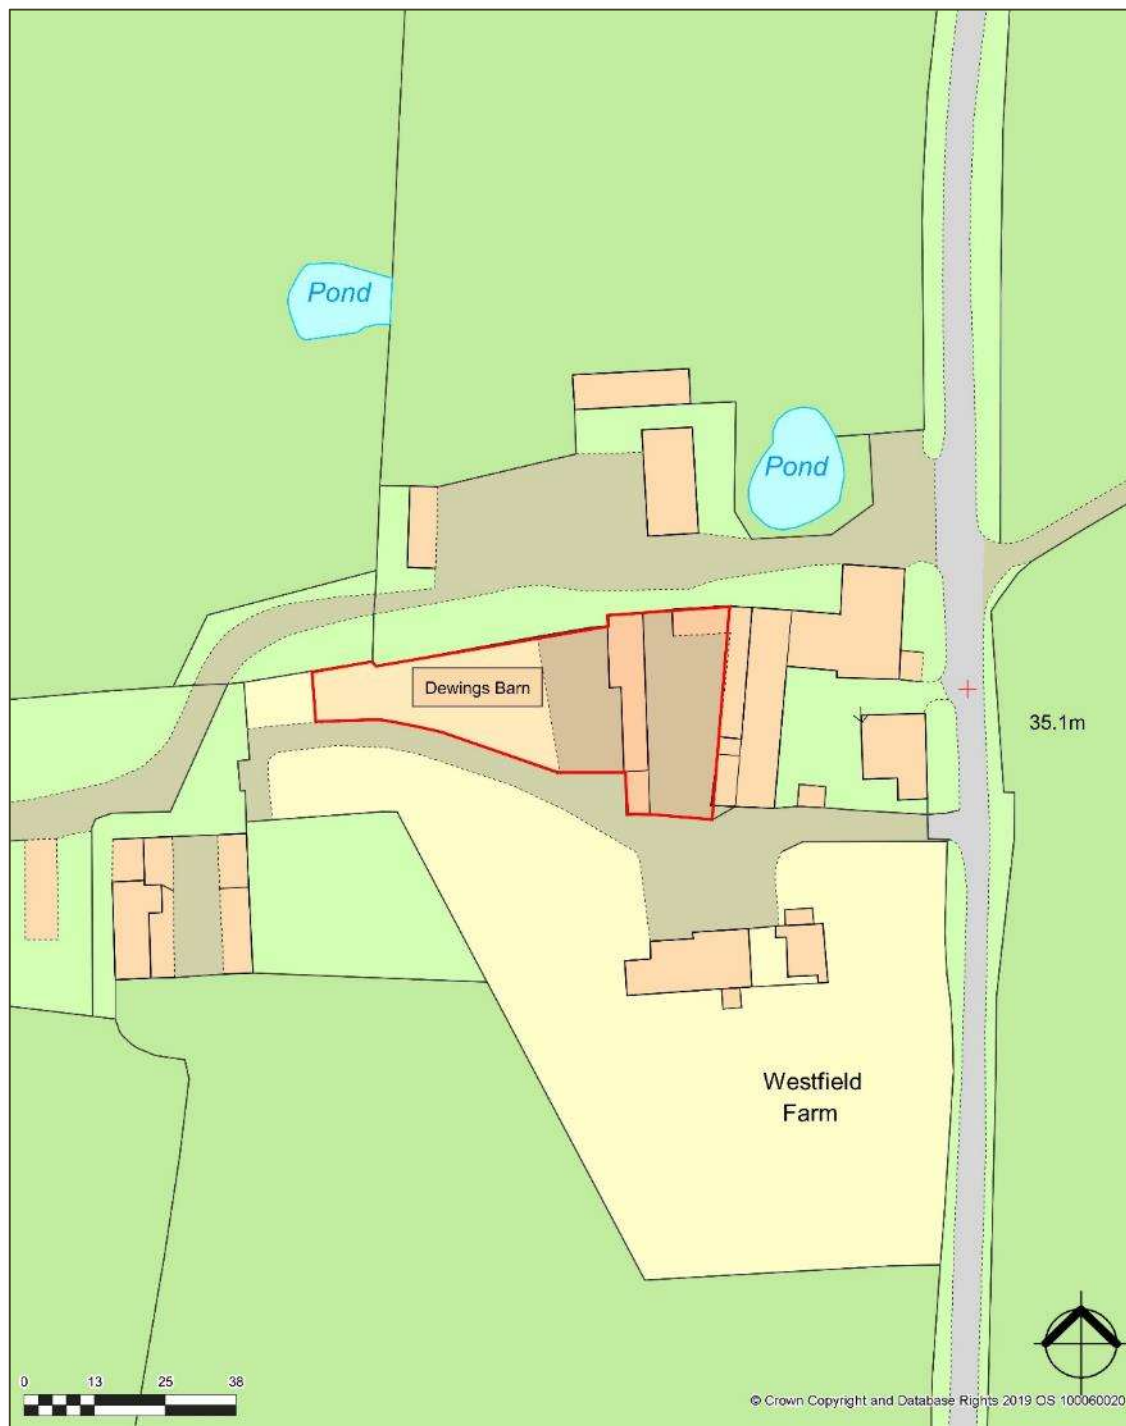 Pond
Pond
Dewings Barn
35.1m
Westfield
Farm
0 13 25 38
© Crown Copyright and Database Rights 2019 OS 100060020